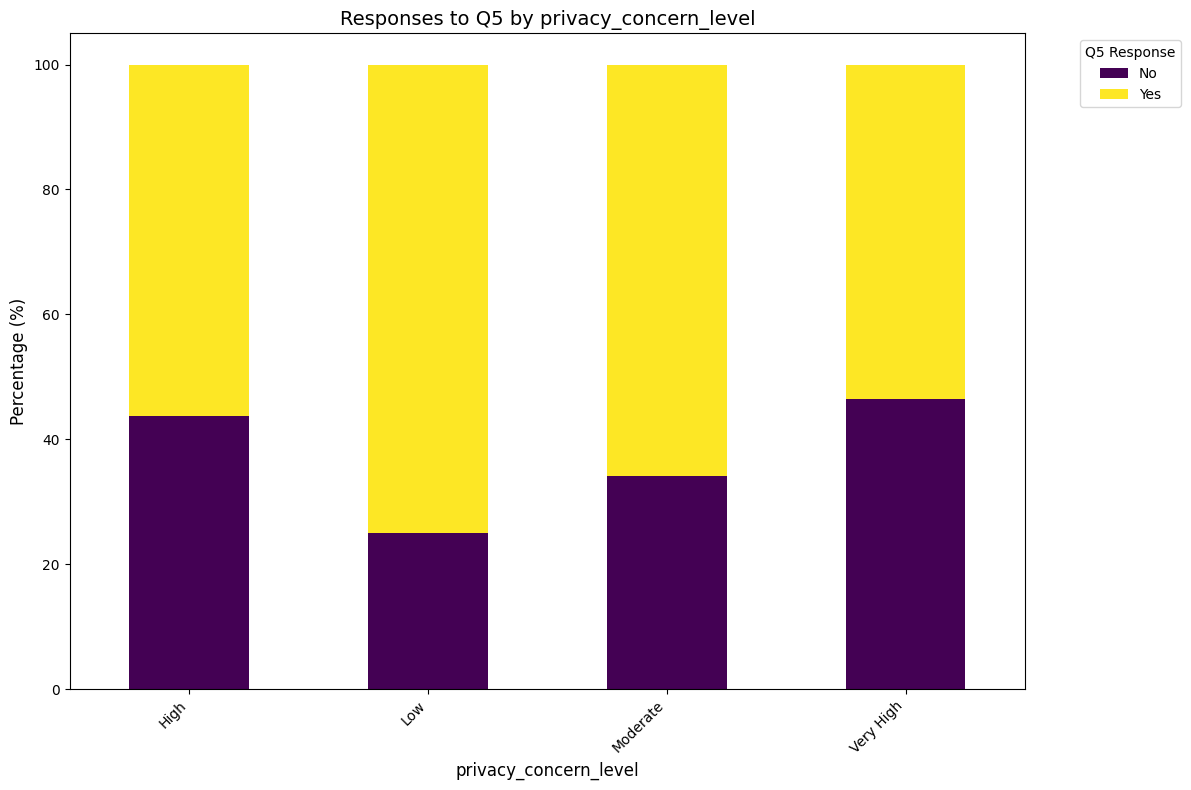 Responses to Q5 by privacy_concern_level
Q5 Response
No
Yes
Percentage (%)
100
80
60
40
20
0
High
Low
Moderate
Very High
privacy_concern_level